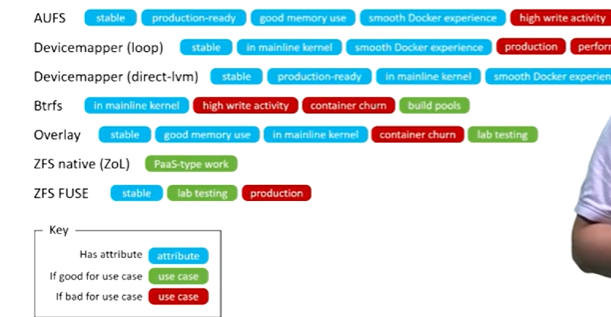 AUFS stable production-ready good memory use smooth Docker experience high write activity
Devicemapper (loop) stable in mainline kernel smooth Docker experience production
Devicemapper (direct-lvm) stable production-ready in mainline kernel smooth Docker
Btrfs in mainline kernel high write activity container churn build pools
Overlay stable good memory use in mainline kernel container churn lab testing
ZFS native (ZoL) PaaS-type work
ZFS FUSE stable lab testing production
Key
Has attribute attribute
If good for use case use case
If bad for use case use case